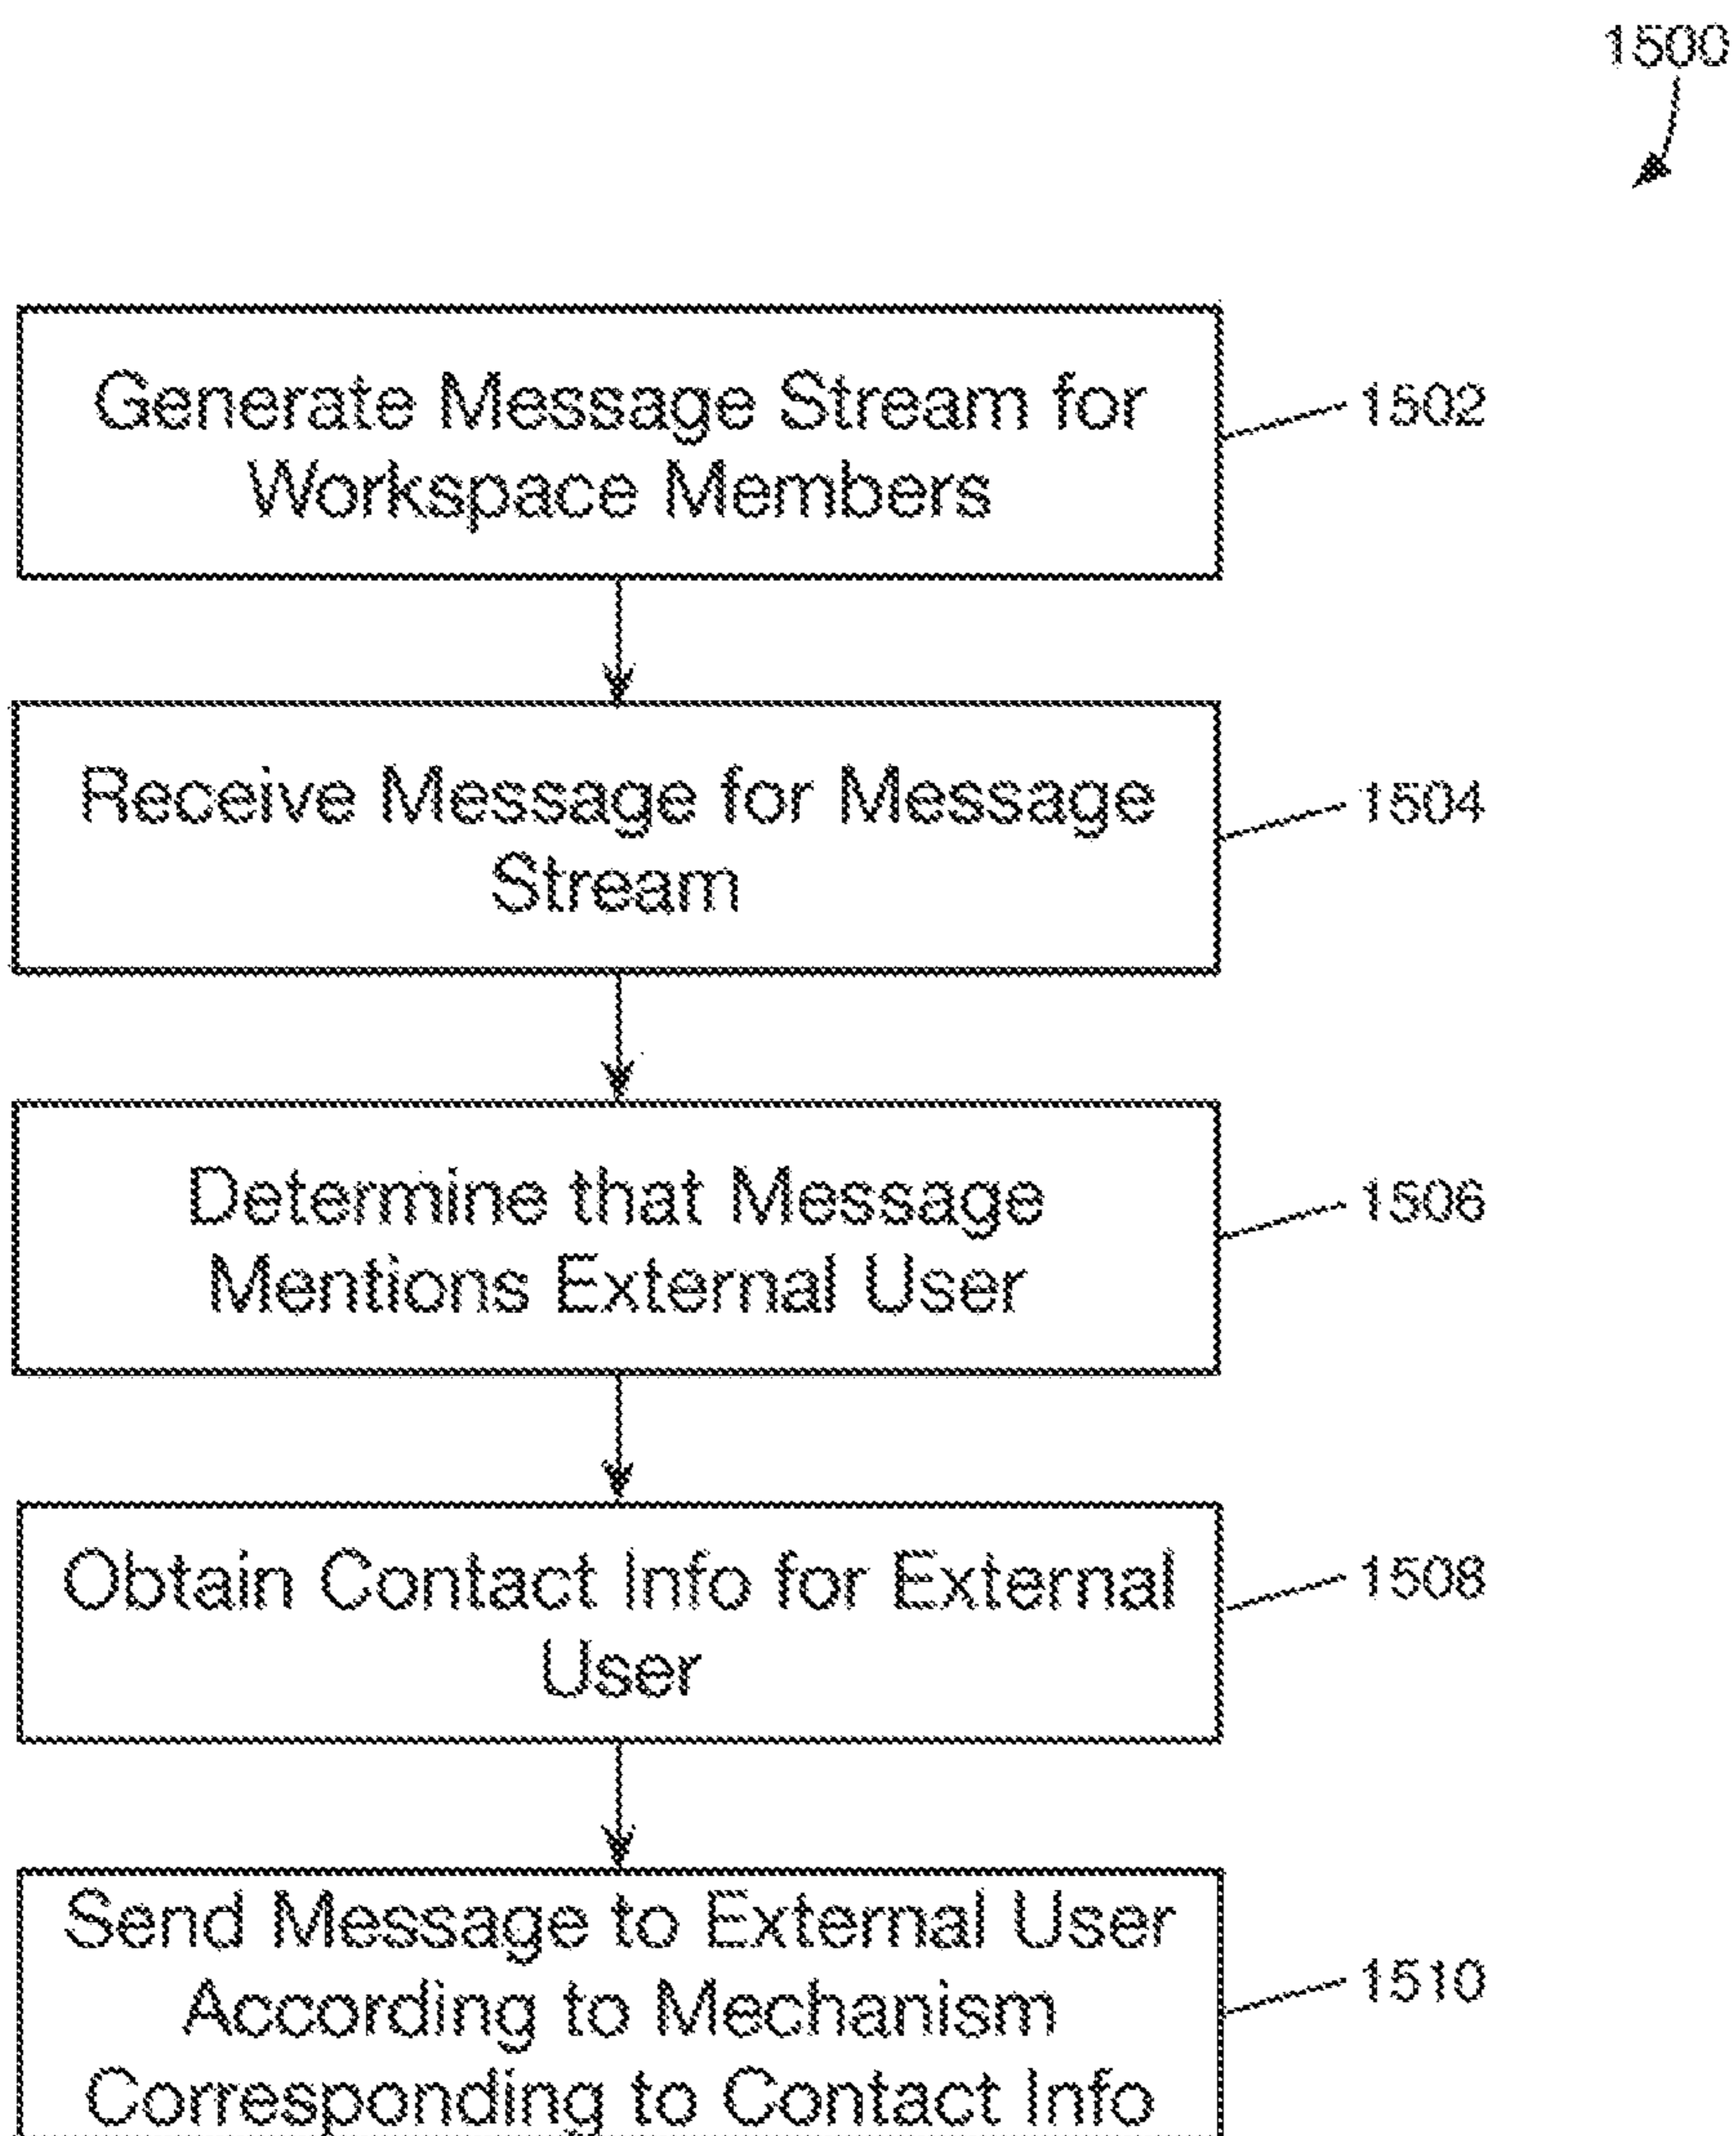 1500
Generate Message Stream for
Workspace Members
1502
Receive Message for Message
Stream
1504
Determine that Message
Mentions External User
1506
Obtain Contact Info for External
User
1508
Send Message to External User
According to Mechanism
Corresponding to Contact Info
1510